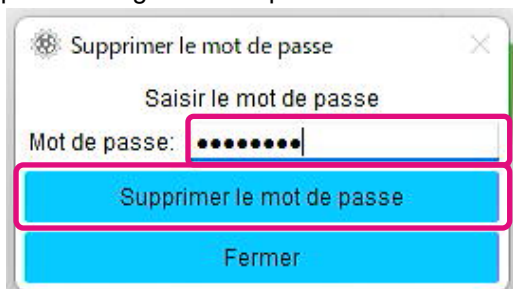 Supprimer le mot de passe
Saisir le mot de passe
Mot de passe: ••••••••
Supprimer le mot de passe
Fermer